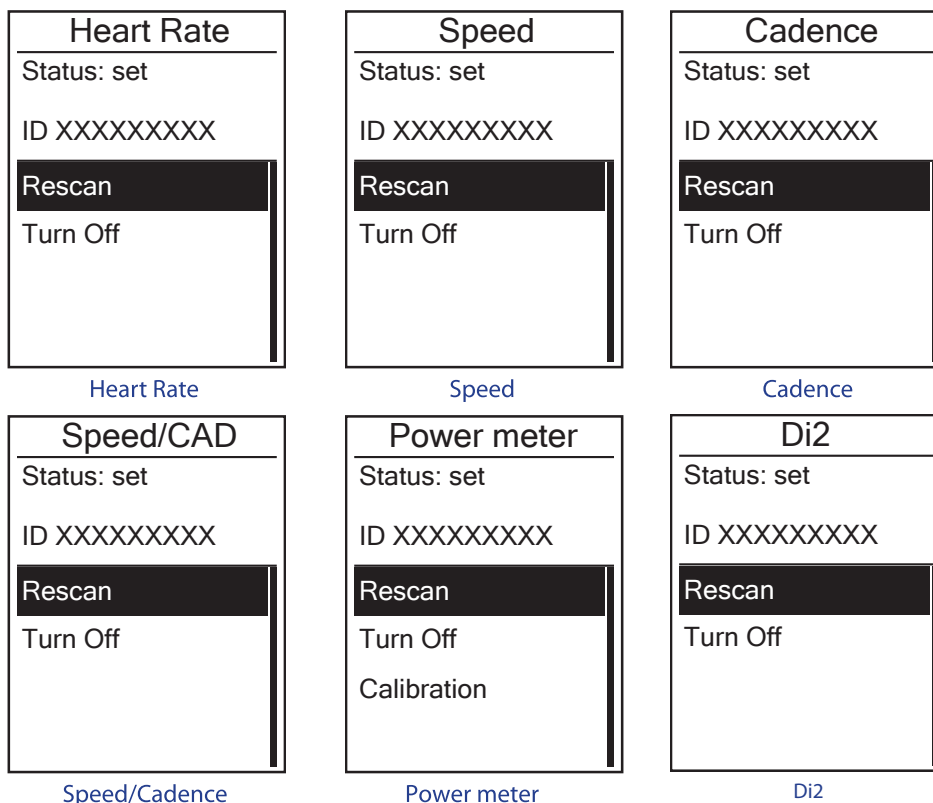 Heart Rate
Status: set
ID XXXXXXXXX
Rescan
Turn Off
Heart Rate
Speed
Status: set
ID XXXXXXXXX
Rescan
Turn Off
Speed
Cadence
Status: set
ID XXXXXXXXX
Rescan
Turn Off
Cadence
Speed/CAD
Status: set
ID XXXXXXXXX
Rescan
Turn Off
Speed/Cadence
Power meter
Status: set
ID XXXXXXXXX
Rescan
Turn Off
Calibration
Power meter
Di2
Status: set
ID XXXXXXXXX
Rescan
Turn Off
Di2